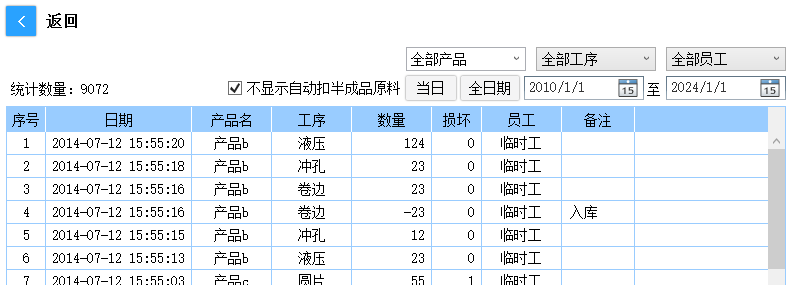 返回
全部产品 全部工序 全部员工
统计数量：9072 不显示自动扣半成品原料 当日 全日期 2010/1/1 15 至 2024/1/1 15
序号 日期 产品名 工序 数量 损坏 员工 备注
1 2014-07-12 15:55:20 产品b 液压 124 0 临时工
2 2014-07-12 15:55:18 产品b 冲孔 23 0 临时工
3 2014-07-12 15:55:16 产品b 卷边 23 0 临时工
4 2014-07-12 15:55:16 产品b 卷边 -23 0 临时工 入库
5 2014-07-12 15:55:15 产品b 冲孔 12 0 临时工
6 2014-07-12 15:55:13 产品b 液压 23 0 临时工
7 2014-07-12 15:55:03 产品c 圆片 55 1 临时工